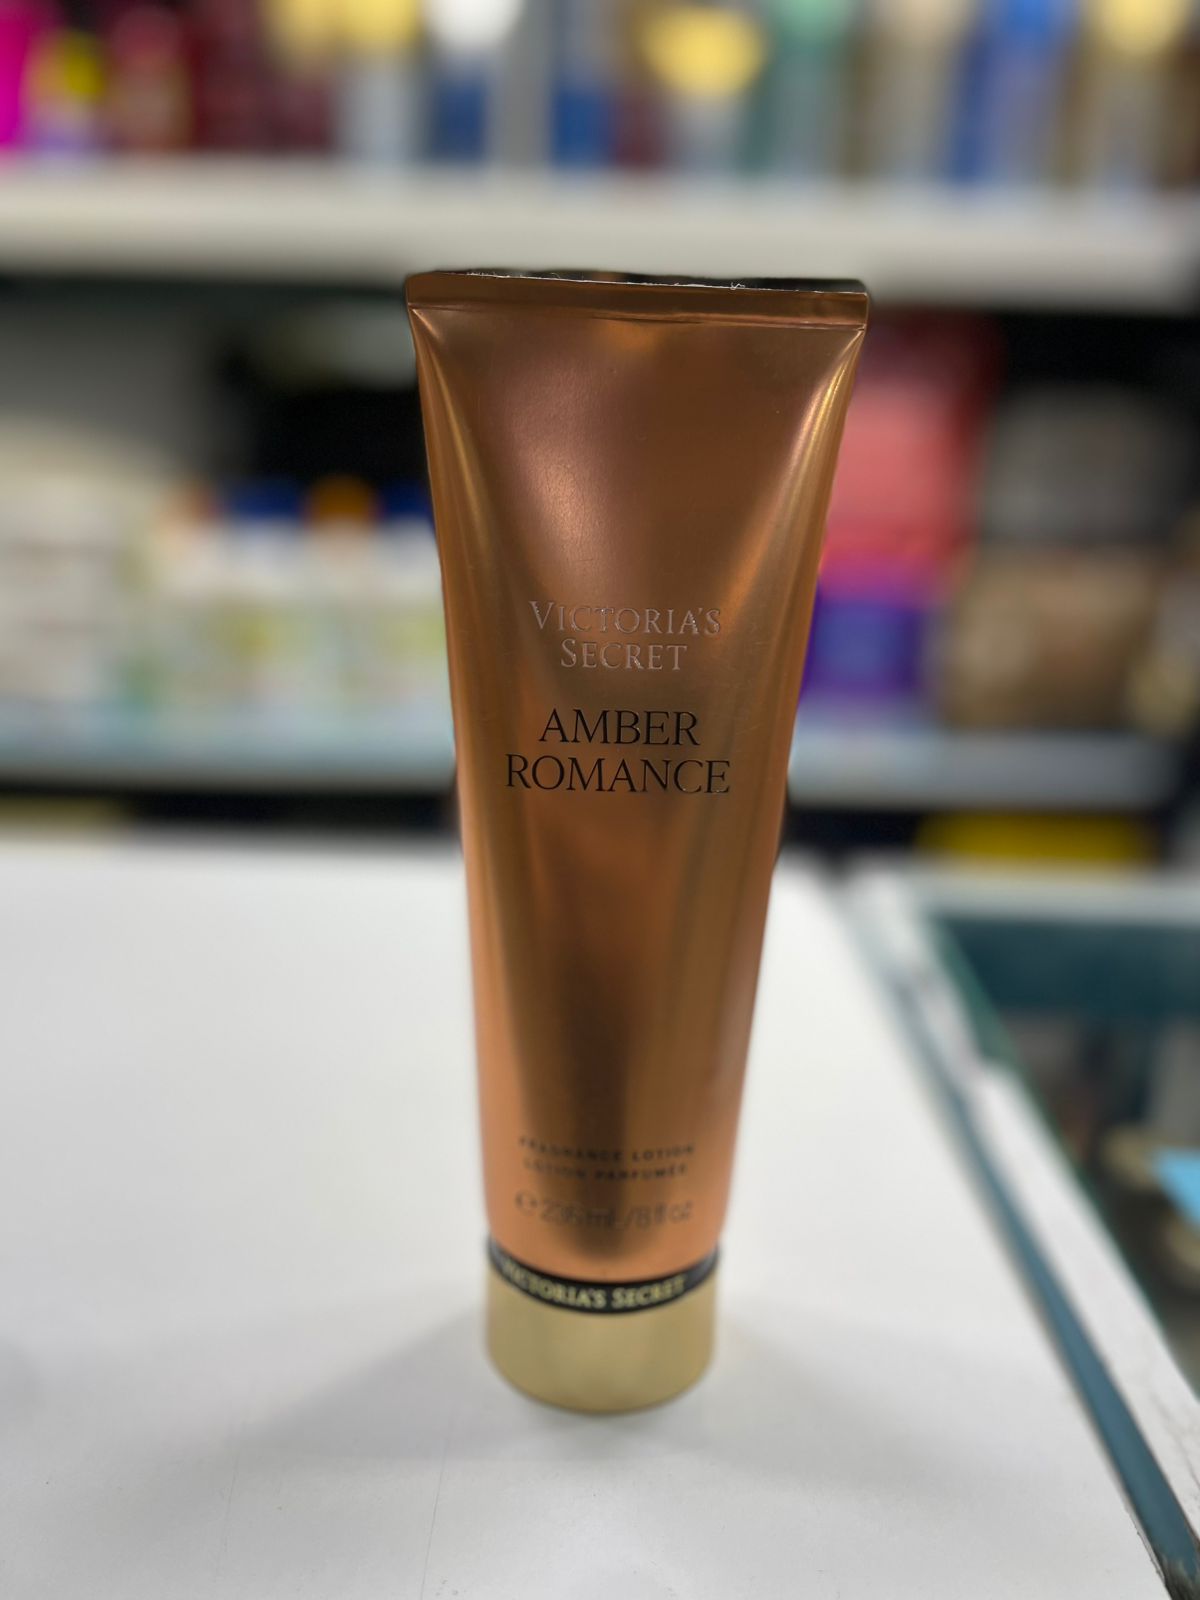 VICTORIA'S
SECRET
AMBER
ROMANCE
FRAGRANCE LOTION
LOTION PARFUMÉE
℮ 236 mL/8 fl oz
VICTORIA'S SECRET